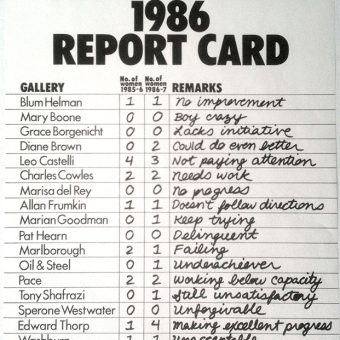 1986
REPORT CARD
GALLERY No. of women 1985-6 No. of women 1986-7 REMARKS
Blum Helman 1 1 no improvement
Mary Boone 0 0 Boy crazy
Grace Borgenicht 0 0 Lacks initiative
Diane Brown 0 2 Could do even better
Leo Castelli 4 3 Not paying attention
Charles Cowles 2 2 Needs work
Marisa del Rey 0 0 No progress
Allan Frumkin 1 1 Doesn't follow directions
Marian Goodman 0 1 Keep trying
Pat Hearn 0 0 Delinquent
Marlborough 2 1 Failing
Oil & Steel 0 1 Underachiever
Pace 2 2 Working below capacity
Tony Shafrazi 0 1 Still unsatisfactory
Sperone Westwater 0 0 Unforgivable
Edward Thorp 1 4 Making excellent progress
Washburn 1 1 Unacceptable